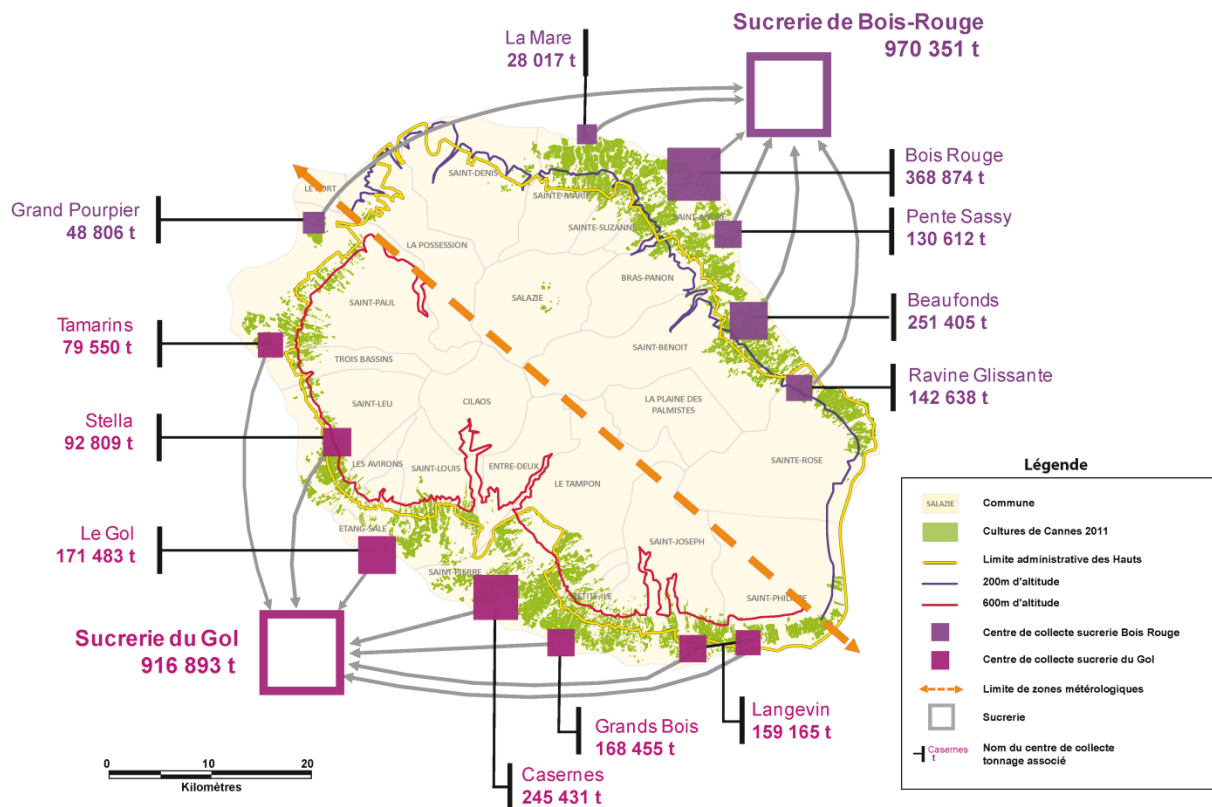 Sucrerie de Bois-Rouge
970 351 t
La Mare
28 017 t
Bois Rouge
368 874 t
Grand Pourpier
48 806 t
Pente Sassy
130 612 t
Tamarins
79 550 t
Beaufonds
251 405 t
Stella
92 809 t
Ravine Glissante
142 638 t
Le Gol
171 483 t
Sucrerie du Gol
916 893 t
Grands Bois
168 455 t
Langevin
159 165 t
Casernes
245 431 t
LE PORT
SAINT-DENIS
SAINTE-MARIE
SAINTE-SUZANNE
SAINT-ANDRÉ
LA POSSESSION
BRAS-PANON
SALAZIE
SAINT-PAUL
SAINT-BENOIT
TROIS BASSINS
SAINT-LEU
CILAOS
LA PLAINE DES
PALMISTES
SAINTE-ROSE
LES AVIRONS
SAINT-LOUIS
ENTRE-DEUX
LE TAMPON
ETANG-SALE
SAINT-PIERRE
SAINT-JOSEPH
PETITE-ILE
SAINT-PHILIPPE
0 10 20
Kilomètres
Légende
SALAZIE Commune
Cultures de Cannes 2011
Limite administrative des Hauts
200m d'altitude
600m d'altitude
Centre de collecte sucrerie Bois Rouge
Centre de collecte sucrerie du Gol
Limite de zones métérologiques
Sucrerie
Casernes
t
Nom du centre de collecte
tonnage associé